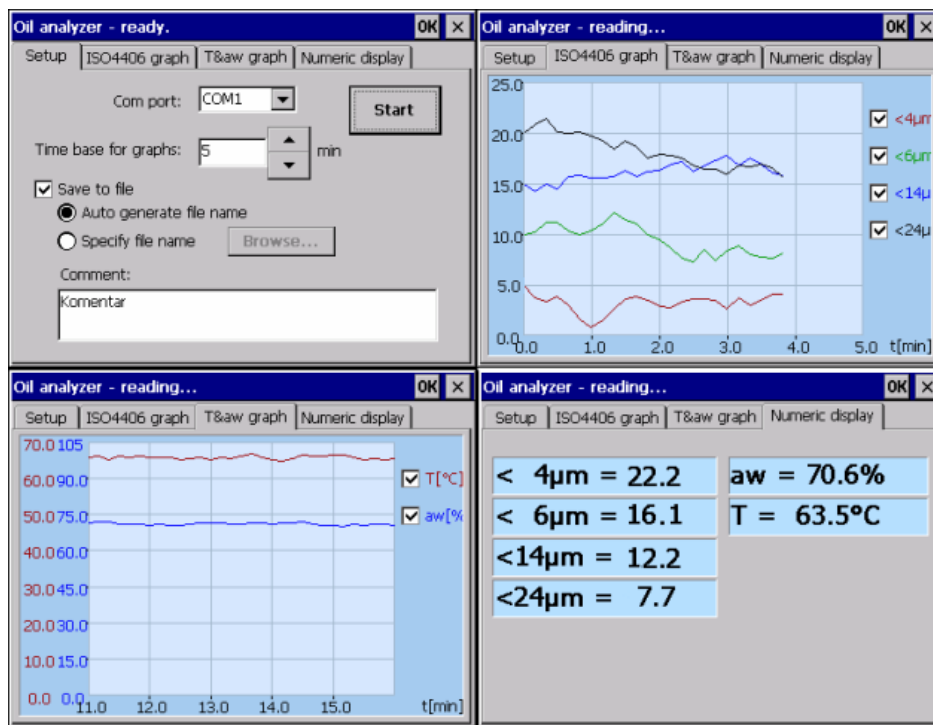 Oil analyzer - ready. OK ×
Setup ISO4406 graph T&aw graph Numeric display
Com port: COM1
Start
Time base for graphs: 5 min
Save to file
Auto generate file name
Specify file name Browse...
Comment:
Komentar
Oil analyzer - reading... OK ×
Setup ISO4406 graph T&aw graph Numeric display
25.0
<4µm
20.0
<6µm
15.0
<14µ
<24µ
10.0
5.0
0.0
0.0 1.0 2.0 3.0 4.0 5.0 t[min]
Oil analyzer - reading... OK ×
Setup ISO4406 graph T&aw graph Numeric display
70.0 105
T[°C]
60.0 90.0
aw[%
50.0 75.0
40.0 60.0
30.0 45.0
20.0 30.0
10.0 15.0
0.0 0.0
11.0 12.0 13.0 14.0 15.0 t[min]
Oil analyzer - reading... OK ×
Setup ISO4406 graph T&aw graph Numeric display
< 4µm = 22.2 aw = 70.6%
< 6µm = 16.1 T = 63.5°C
<14µm = 12.2
<24µm = 7.7